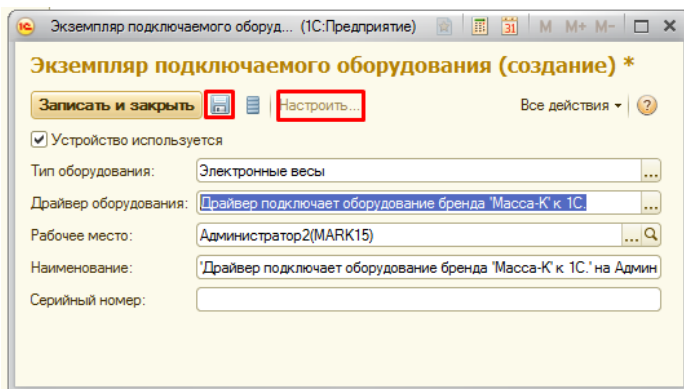 Экземпляр подключаемого оборуд... (1С:Предприятие) M M+ M-
Экземпляр подключаемого оборудования (создание) *
Записать и закрыть Настроить... Все действия
Устройство используется
Тип оборудования: Электронные весы
Драйвер оборудования: Драйвер подключает оборудование бренда 'Масса-К' к 1С.
Рабочее место: Администратор2(MARK15)
Наименование: 'Драйвер подключает оборудование бренда 'Масса-К' к 1С.' на Админ
Серийный номер: